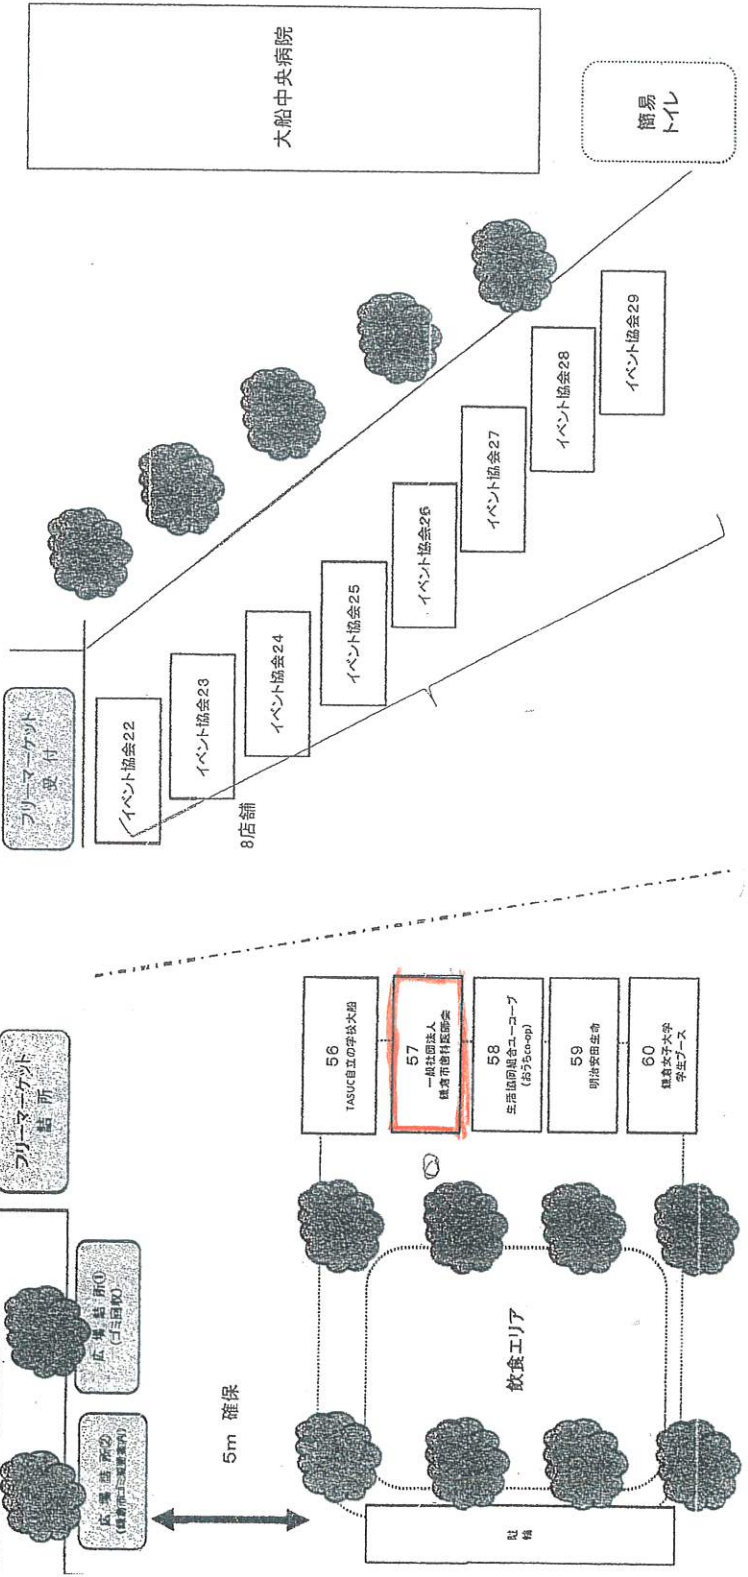 大船中央病院
簡易
トイレ
フリーマーケット
受 付
イベント協会22
イベント協会23
イベント協会24
イベント協会25
イベント協会26
イベント協会27
イベント協会28
イベント協会29
8店舗
フリーマーケット
詰 所
広 場 詰 所①
(ゴミ回収)
広 場 詰 所②
5m 確保
56
TASUC自立の学校大船
57
一般社団法人
鎌倉市歯科医師会
58
生活協同組合ユーコープ
(おうちco-op)
59
明治安田生命
60
鎌倉女子大学
学生ブース
飲食エリア
駐
輪